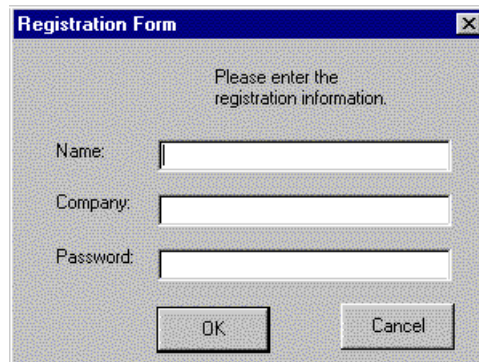 Registration Form
Please enter the
registration information.
Name:
Company:
Password:
OK
Cancel